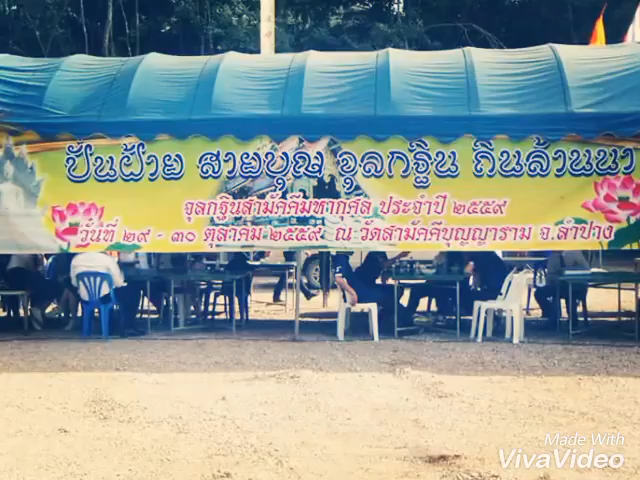 ปั่นฝ้าย สายบุญ จุลกฐิน ถิ่นล้านนา
จุลกฐินสามัคคีมหากุศล ประจำปี ๒๕๕๙
วันที่ ๒๙ - ๓๐ ตุลาคม ๒๕๕๙ ณ วัดสามัคคีบุญญาราม จ.ลำปาง
Made With
VivaVideo